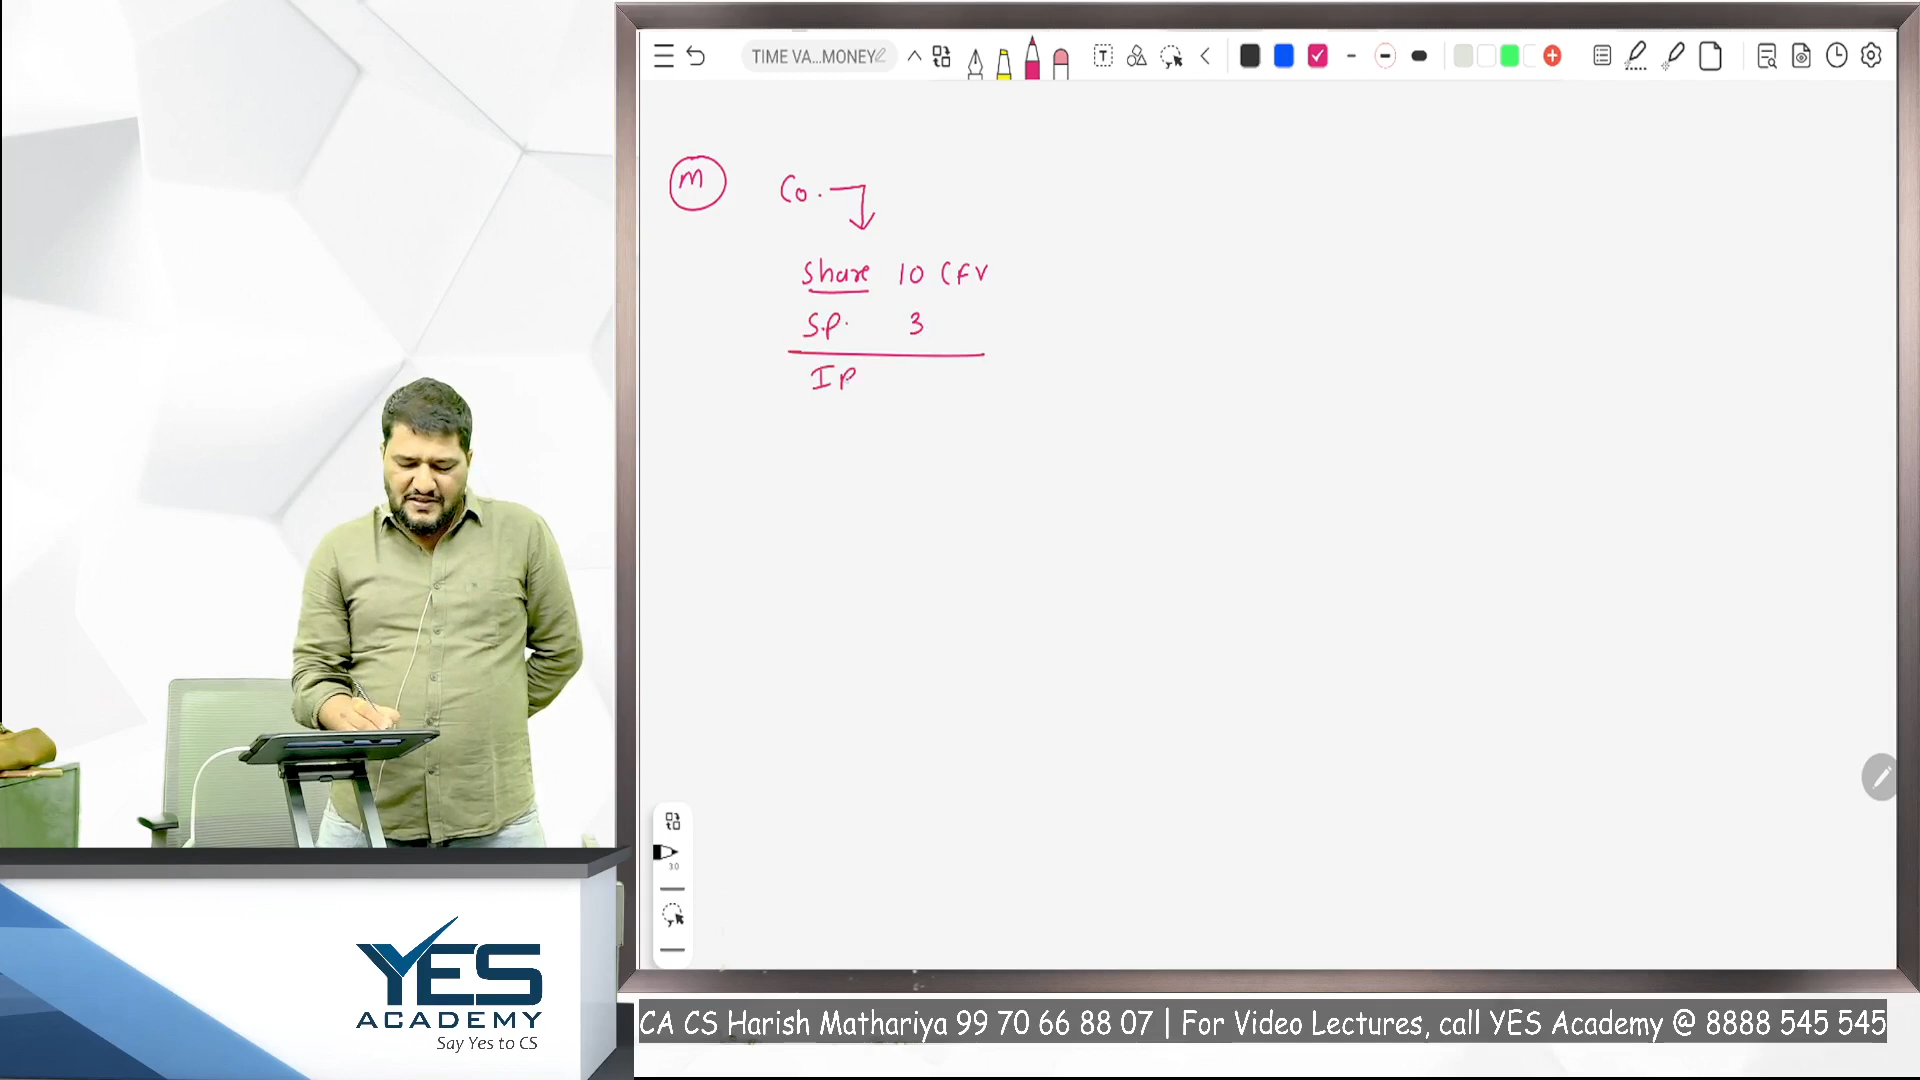 TIME VA...MONEY
m
Co.
Share 10 (FV
S.P. 3
IP
30
YES
ACADEMY
Say Yes to CS
CA CS Harish Mathariya 99 70 66 88 07 | For Video Lectures, call YES Academy @ 8888 545 545